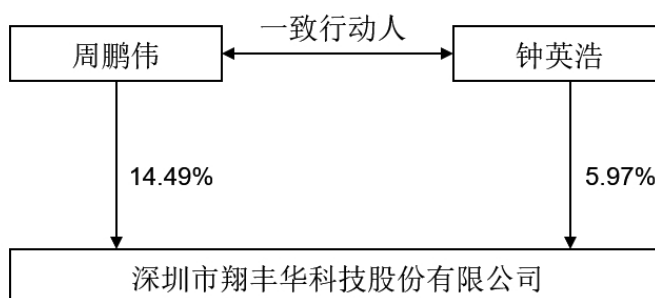 一致行动人
周鹏伟
钟英浩
14.49%
5.97%
深圳市翔丰华科技股份有限公司